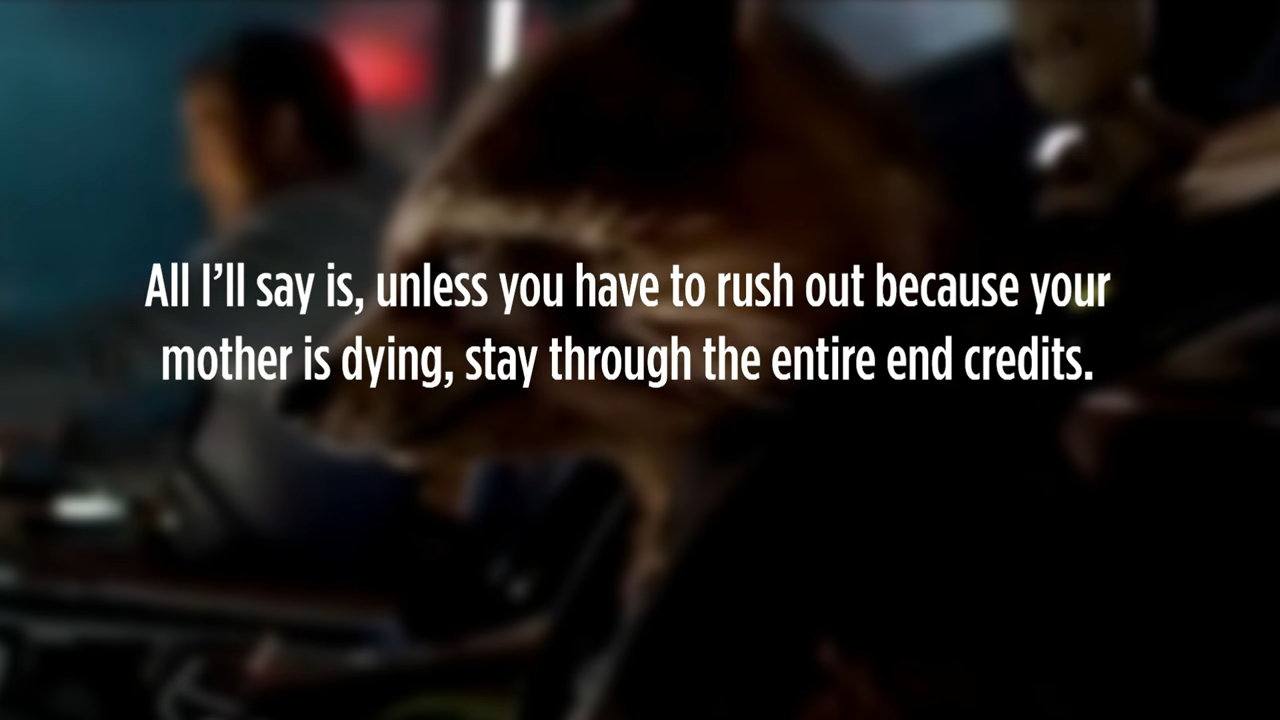 All I’ll say is, unless you have to rush out because your
mother is dying, stay through the entire end credits.